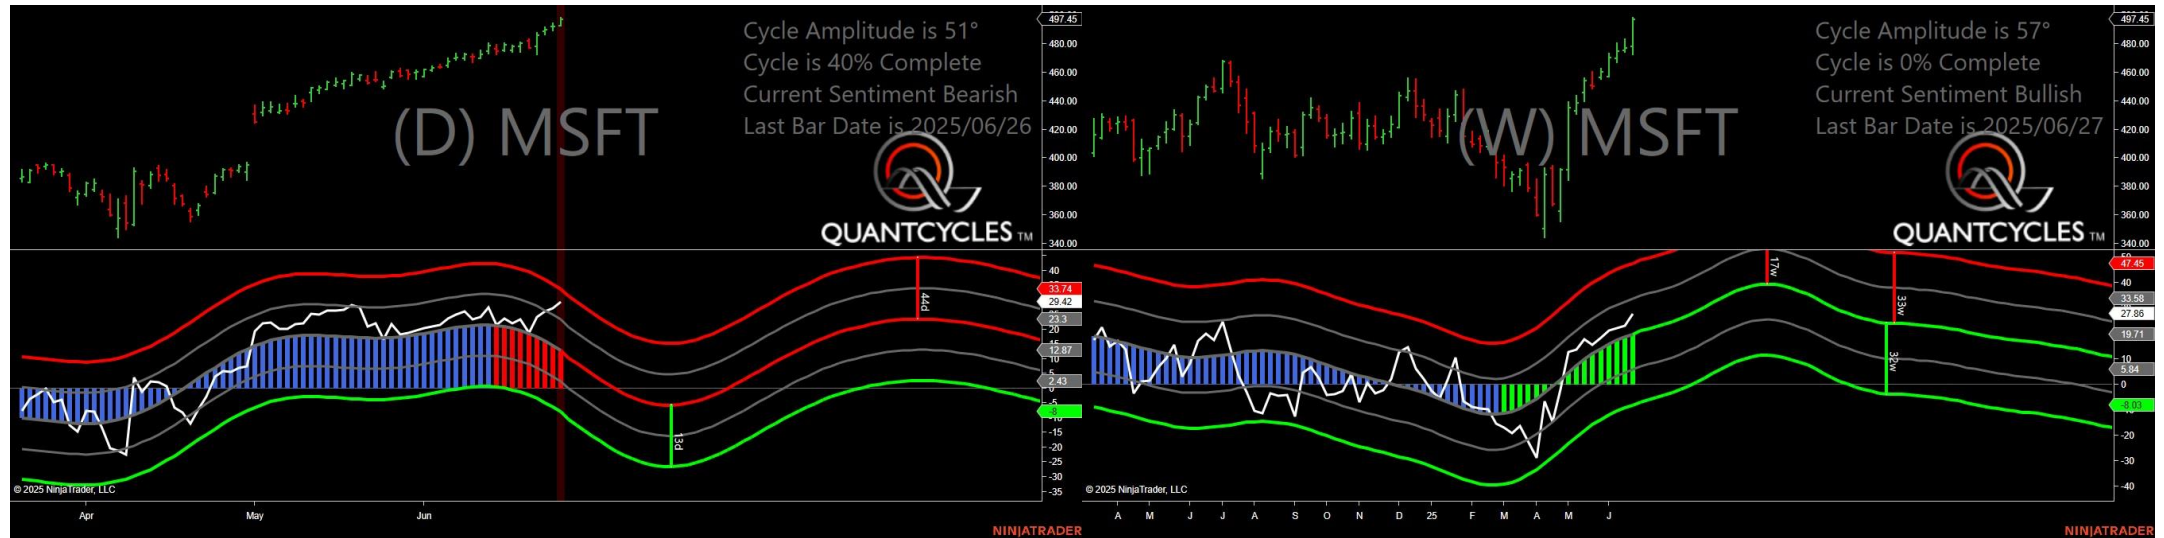 Cycle Amplitude is 51°
Cycle is 40% Complete
Current Sentiment Bearish
Last Bar Date is 2025/06/26
(D) MSFT
QUANTCYCLES TM
497.45
480.00
460.00
440.00
420.00
400.00
380.00
360.00
340.00
44d
13d
40
33.74
29.42
23.3
20
12.87
5
2.43
-5
-8
-15
-20
-25
-30
-35
© 2025 NinjaTrader, LLC
Apr May Jun
NINJATRADER
Cycle Amplitude is 57°
Cycle is 0% Complete
Current Sentiment Bullish
Last Bar Date is 2025/06/27
(W) MSFT
QUANTCYCLES TM
497.45
480.00
460.00
440.00
420.00
400.00
380.00
360.00
340.00
17w
33w
32w
47.45
40
33.58
27.86
19.71
10
5.84
0
-8.03
-20
-30
-40
© 2025 NinjaTrader, LLC
A M J J A S O N D 25 F M A M J
NINJATRADER